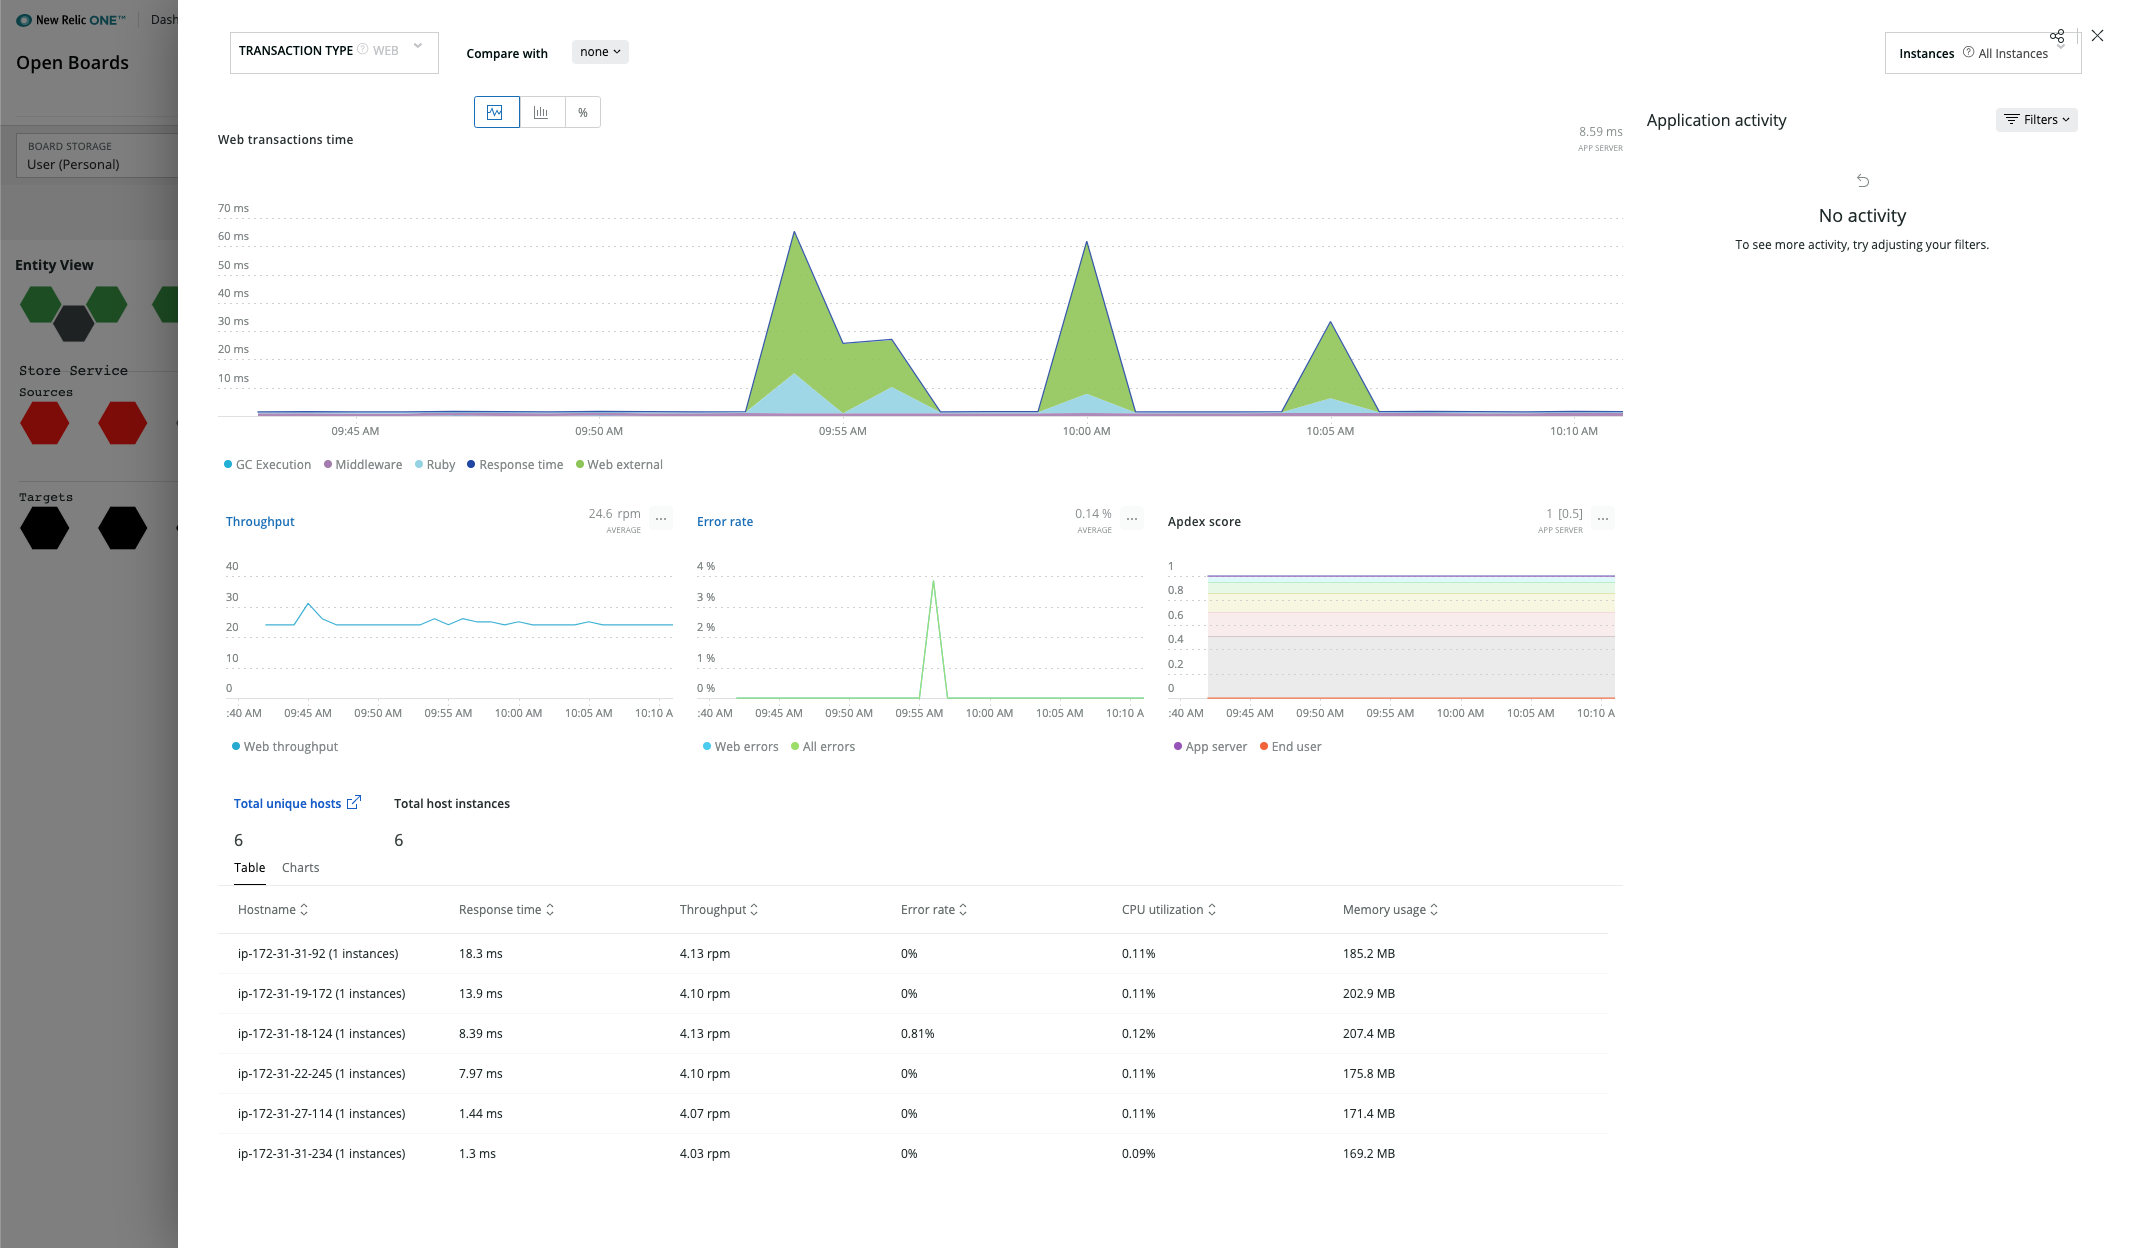 New Relic ONE™ Dash
Open Boards
BOARD STORAGE
User (Personal)
Entity View
Store Service
Sources
Targets
TRANSACTION TYPE ? WEB
Compare with none
Instances ? All Instances
%
Web transactions time
8.59 ms
APP SERVER
70 ms
60 ms
50 ms
40 ms
30 ms
20 ms
10 ms
09:45 AM 09:50 AM 09:55 AM 10:00 AM 10:05 AM 10:10 AM
GC Execution Middleware Ruby Response time Web external
Application activity
Filters
No activity
To see more activity, try adjusting your filters.
Throughput
24.6 rpm
AVERAGE
...
40
30
20
10
0
:40 AM 09:45 AM 09:50 AM 09:55 AM 10:00 AM 10:05 AM 10:10 A
Web throughput
Error rate
0.14 %
AVERAGE
...
4 %
3 %
2 %
1 %
0 %
:40 AM 09:45 AM 09:50 AM 09:55 AM 10:00 AM 10:05 AM 10:10 A
Web errors All errors
Apdex score
1 [0.5]
APP SERVER
...
1
0.8
0.6
0.4
0.2
0
:40 AM 09:45 AM 09:50 AM 09:55 AM 10:00 AM 10:05 AM 10:10 A
App server End user
Total unique hosts Total host instances
6 6
Table Charts
Hostname Response time Throughput Error rate CPU utilization Memory usage
ip-172-31-31-92 (1 instances) 18.3 ms 4.13 rpm 0% 0.11% 185.2 MB
ip-172-31-19-172 (1 instances) 13.9 ms 4.10 rpm 0% 0.11% 202.9 MB
ip-172-31-18-124 (1 instances) 8.39 ms 4.13 rpm 0.81% 0.12% 207.4 MB
ip-172-31-22-245 (1 instances) 7.97 ms 4.10 rpm 0% 0.11% 175.8 MB
ip-172-31-27-114 (1 instances) 1.44 ms 4.07 rpm 0% 0.11% 171.4 MB
ip-172-31-31-234 (1 instances) 1.3 ms 4.03 rpm 0% 0.09% 169.2 MB